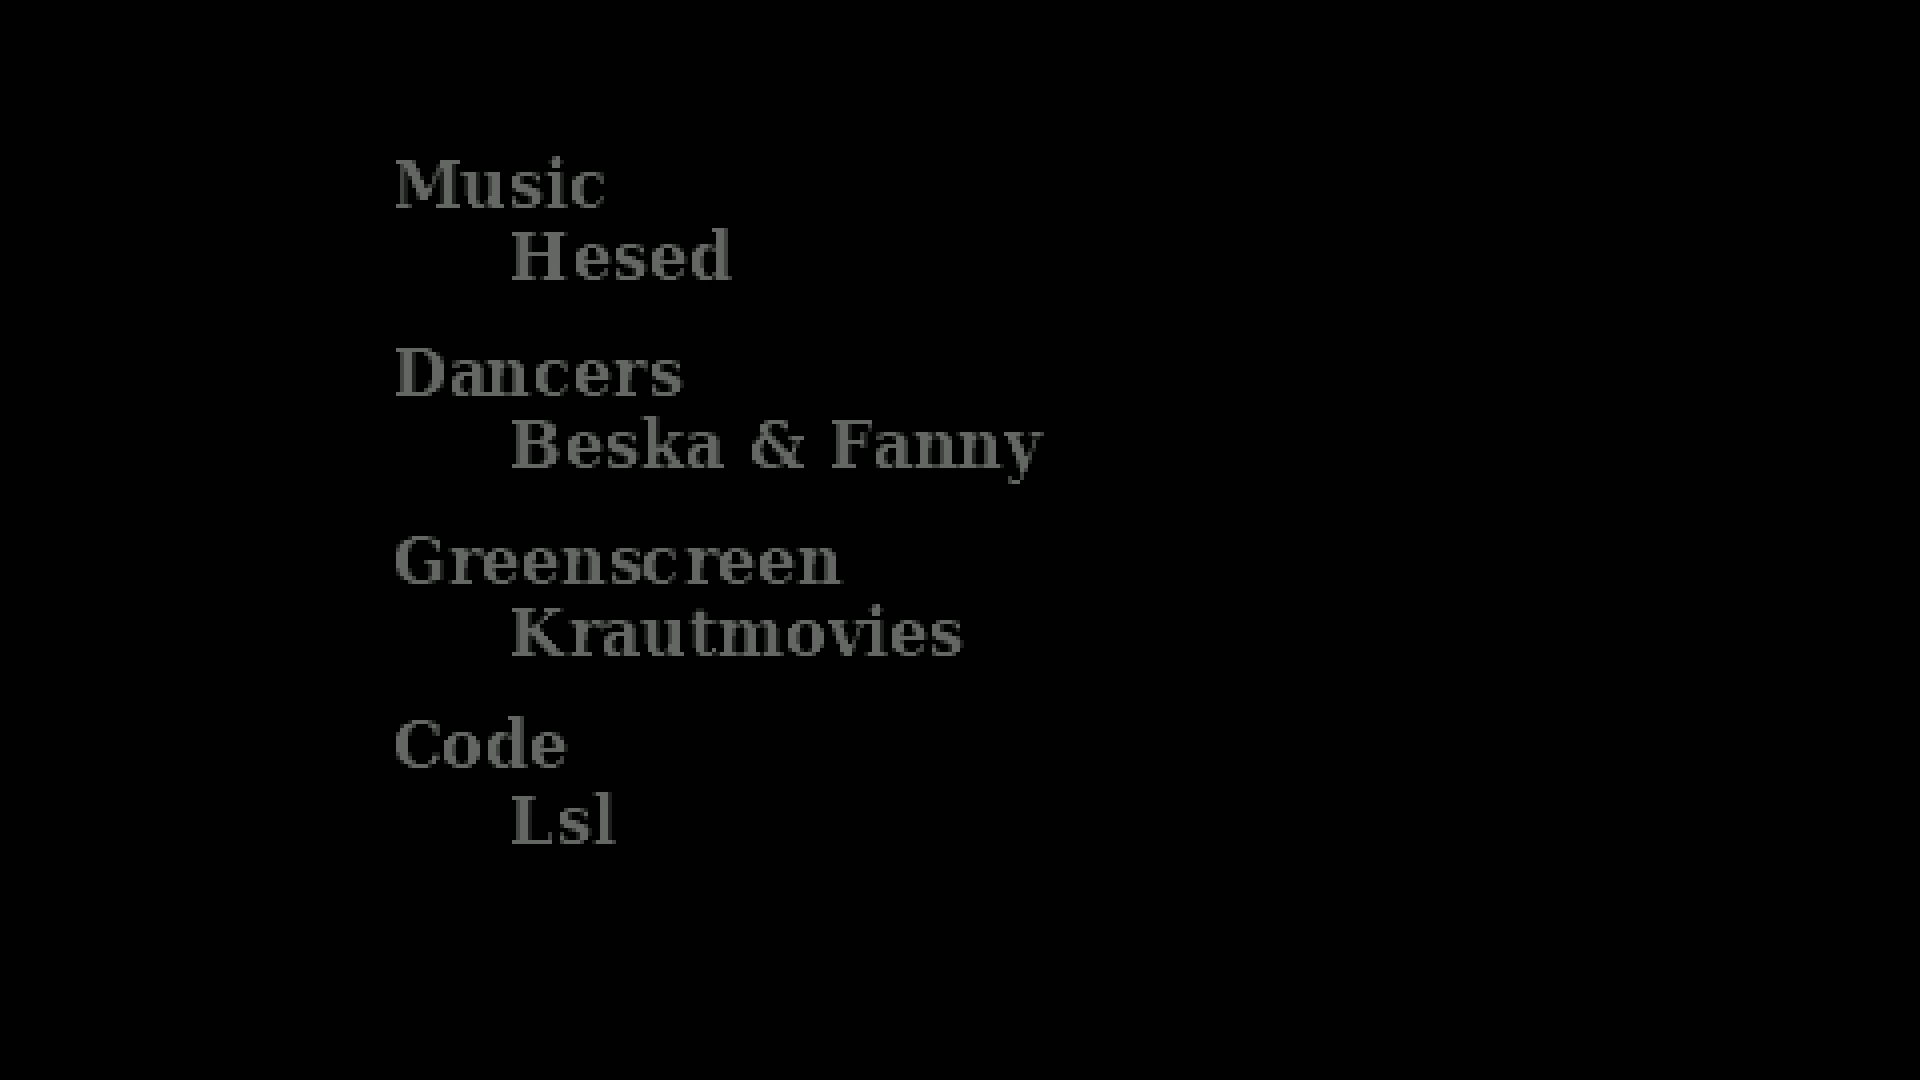 Music
Hesed
Dancers
Beska & Fanny
Greenscreen
Krautmovies
Code
Lsl